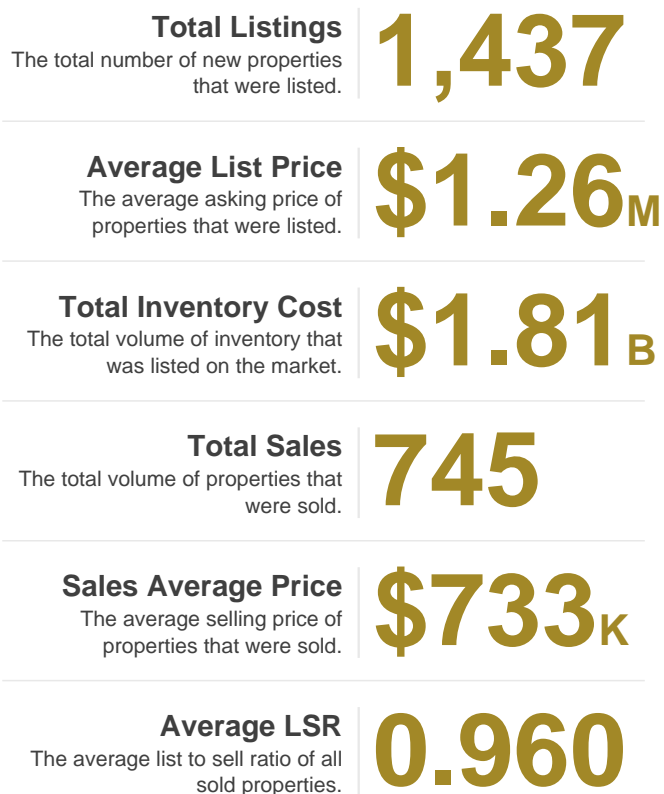 Total Listings
The total number of new properties
that were listed.
1,437
Average List Price
The average asking price of
properties that were listed.
$1.26M
Total Inventory Cost
The total volume of inventory that
was listed on the market.
$1.81B
Total Sales
The total volume of properties that
were sold.
745
Sales Average Price
The average selling price of
properties that were sold.
$733K
Average LSR
The average list to sell ratio of all
sold properties.
0.960